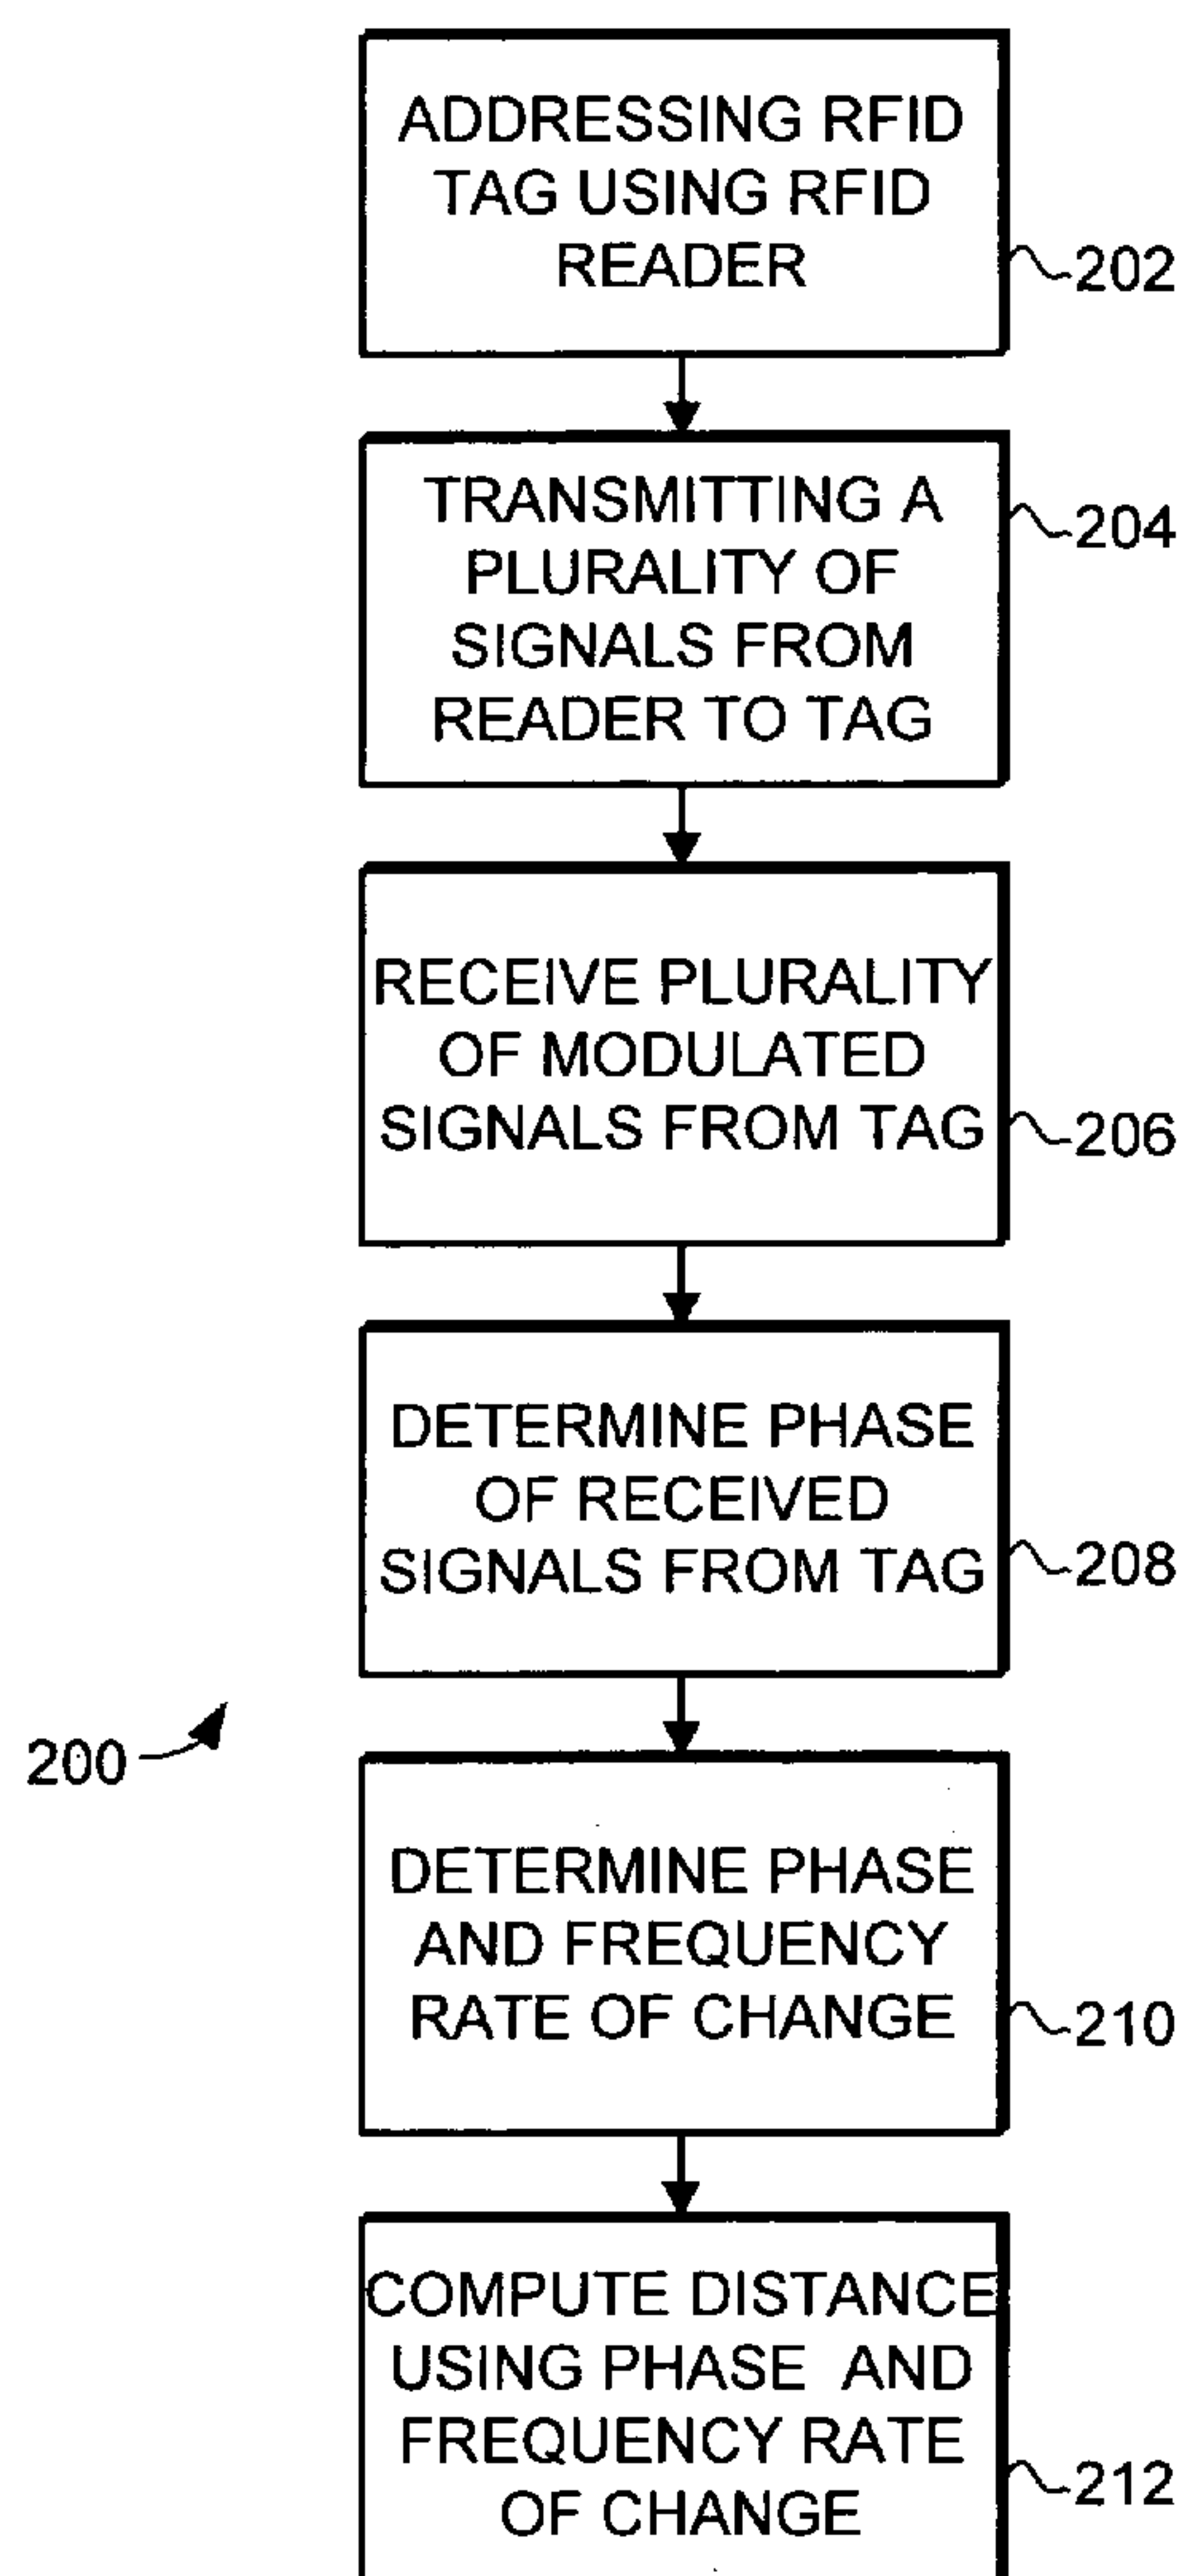 ADDRESSING RFID
TAG USING RFID
READER
202
TRANSMITTING A
PLURALITY OF
SIGNALS FROM
READER TO TAG
204
RECEIVE PLURALITY
OF MODULATED
SIGNALS FROM TAG
206
DETERMINE PHASE
OF RECEIVED
SIGNALS FROM TAG
208
200
DETERMINE PHASE
AND FREQUENCY
RATE OF CHANGE
210
COMPUTE DISTANCE
USING PHASE AND
FREQUENCY RATE
OF CHANGE
212